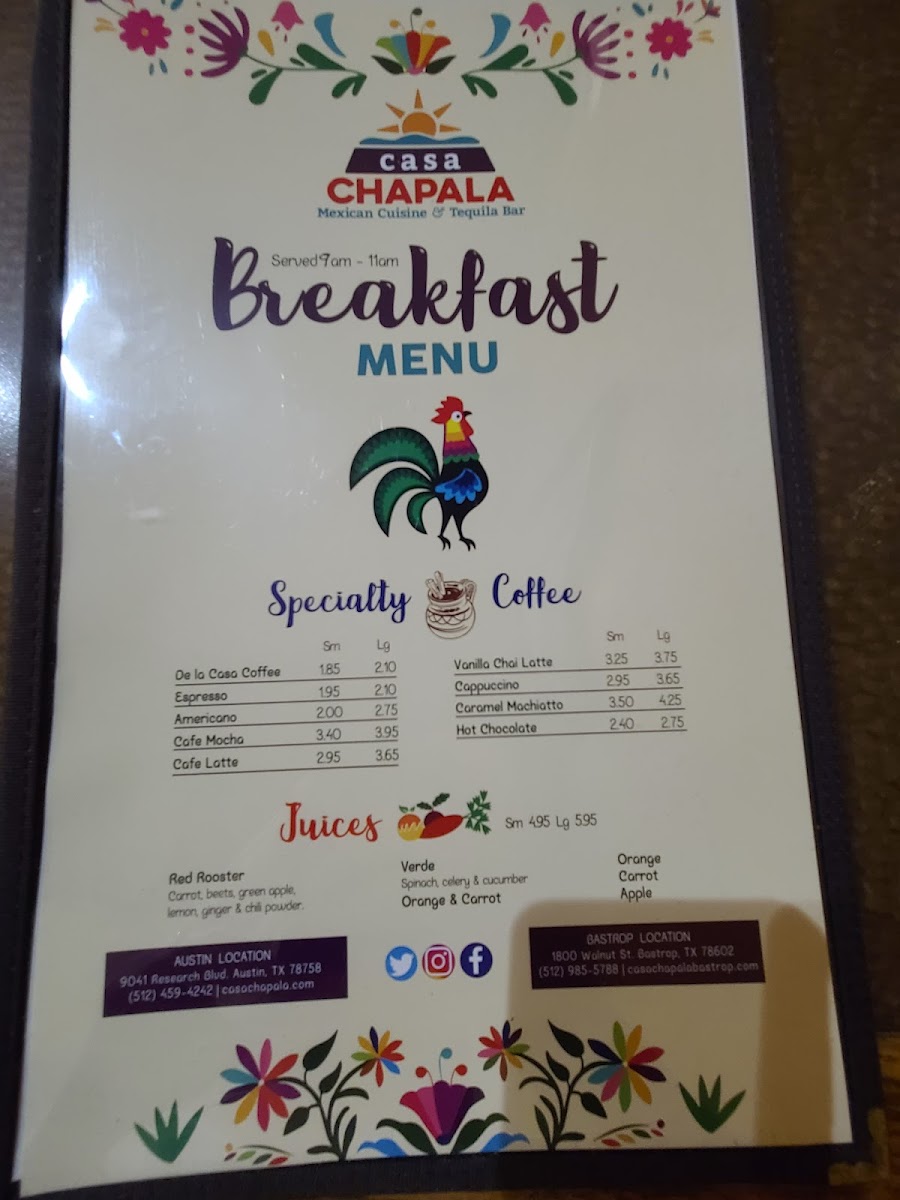 casa
CHAPALA
Mexican Cuisine & Tequila Bar
Served 9am - 11am
Breakfast
MENU
Specialty Coffee
Sm Lg
De la Casa Coffee 1.85 2.10
Espresso 1.95 2.10
Americano 2.00 2.75
Cafe Mocha 3.40 3.95
Cafe Latte 2.95 3.65
Sm Lg
Vanilla Chai Latte 3.25 3.75
Cappuccino 2.95 3.65
Caramel Machiatto 3.50 4.25
Hot Chocolate 2.40 2.75
Juices Sm 4.95 Lg 5.95
Red Rooster
Carrot, beets, green apple,
lemon, ginger & chili powder.
Verde
Spinach, celery & cucumber
Orange & Carrot
Orange
Carrot
Apple
AUSTIN LOCATION
9041 Research Blvd. Austin, TX 78758
(512) 459-4242 | casachapala.com
BASTROP LOCATION
1800 Walnut St. Bastrop, TX 78602
(512) 985-5788 | casachapalabastrop.com